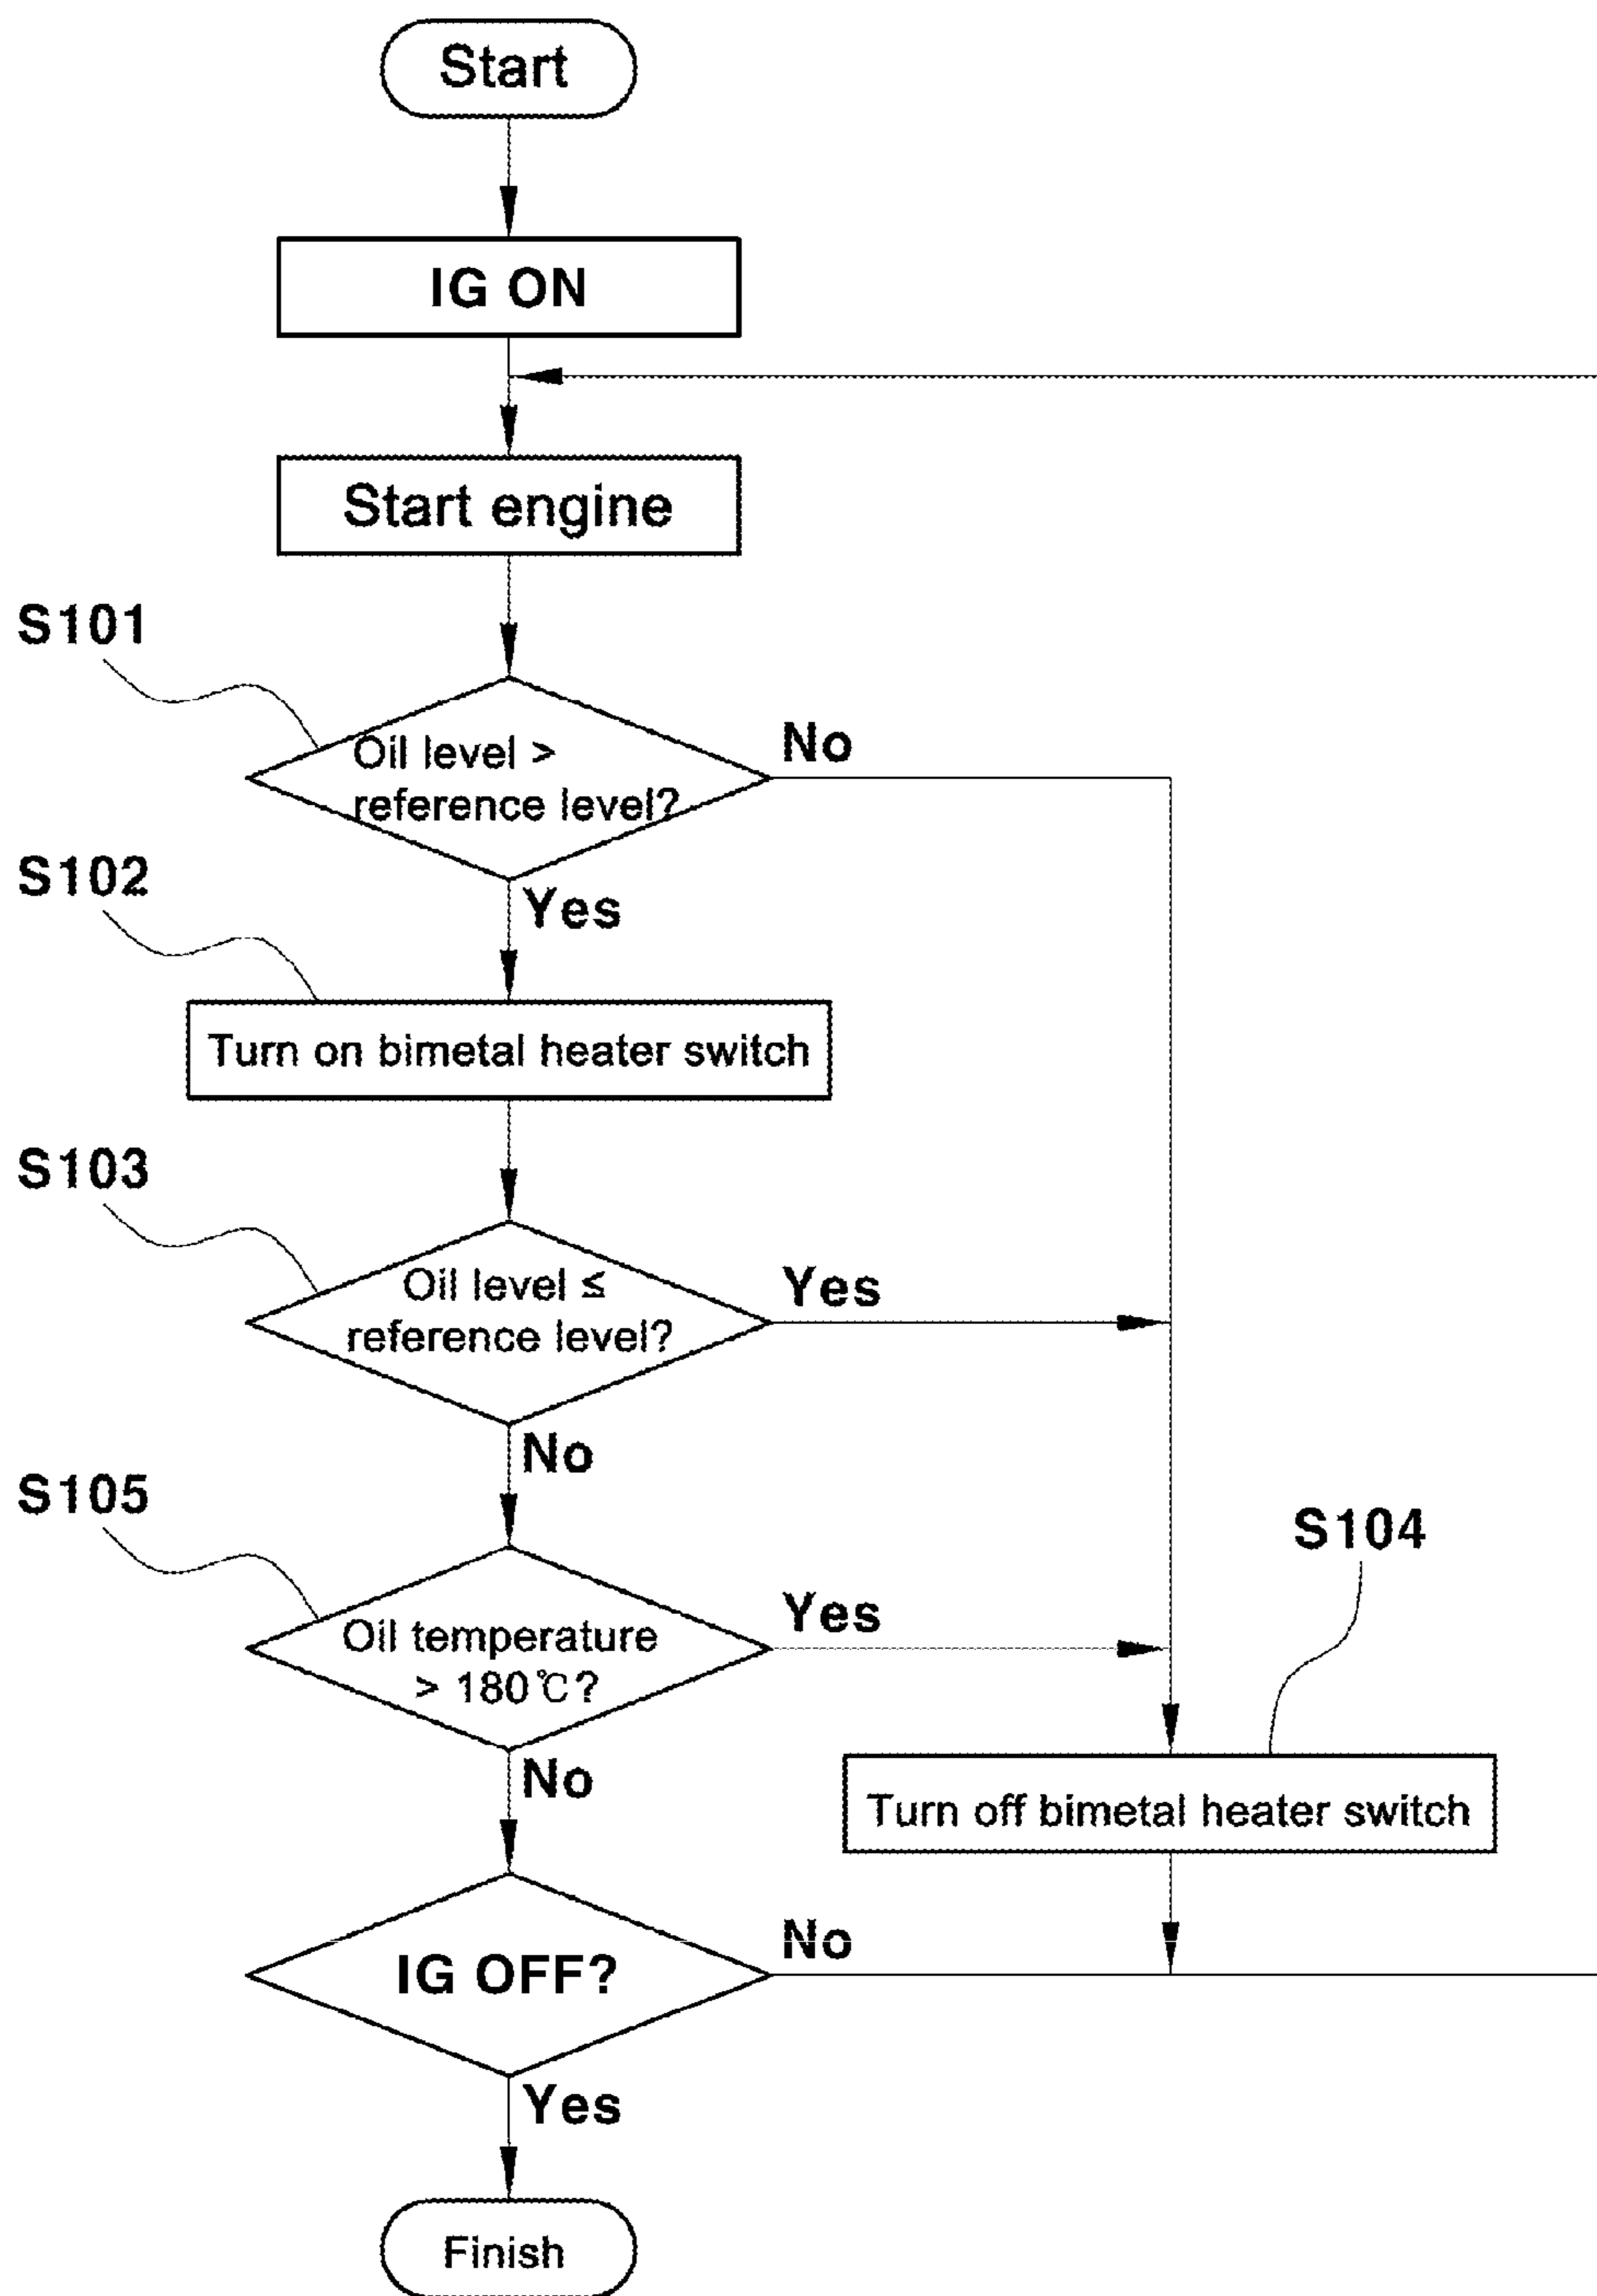 Start
IG ON
Start engine
S101
Oil level >
reference level?
No
Yes
S102
Turn on bimetal heater switch
S103
Oil level ≤
reference level?
Yes
No
S105
Oil temperature
> 180℃?
Yes
No
S104
Turn off bimetal heater switch
IG OFF?
No
Yes
Finish